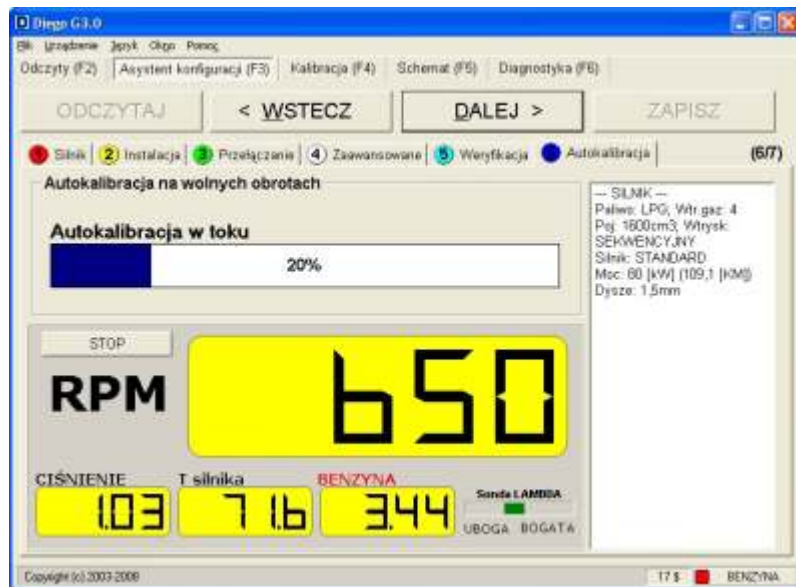 Diego G3.0
Plik Urządzenie Język Okno Pomoc
Odczyty (F2) Asystent konfiguracji (F3) Kalibracja (F4) Schemat (F5) Diagnostyka (F6)
ODCZYTAJ < WSTECZ DALEJ > ZAPISZ
1 Silnik 2 Instalacja 3 Przełączanie 4 Zaawansowane 5 Weryfikacja Autokalibracja (6/7)
Autokalibracja na wolnych obrotach
Autokalibracja w toku
20%
--- SILNIK ---
Paliwo: LPG; Wtr.gaz: 4
Poj: 1600cm3; Wtrysk:
SEKWENCYJNY
Silnik: STANDARD
Moc: 80 [kW] (109,1 [KM])
Dysze: 1,5mm
STOP
RPM 650
CIŚNIENIE T silnika BENZYNA Sonda LAMBDA
1.03 71.6 3.44
UBOGA BOGATA
Copyright (c) 2003-2008 17 s BENZYNA